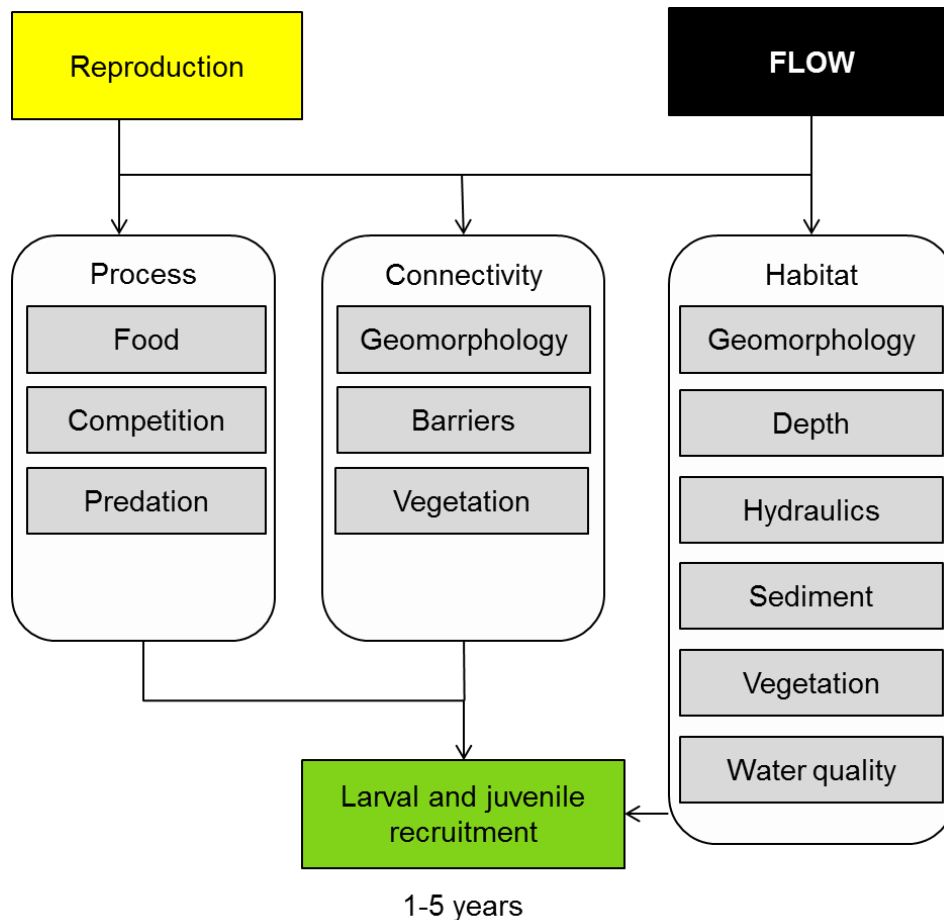 Reproduction
FLOW
Process
Food
Competition
Predation
Connectivity
Geomorphology
Barriers
Vegetation
Habitat
Geomorphology
Depth
Hydraulics
Sediment
Vegetation
Water quality
Larval and juvenile
recruitment
1-5 years